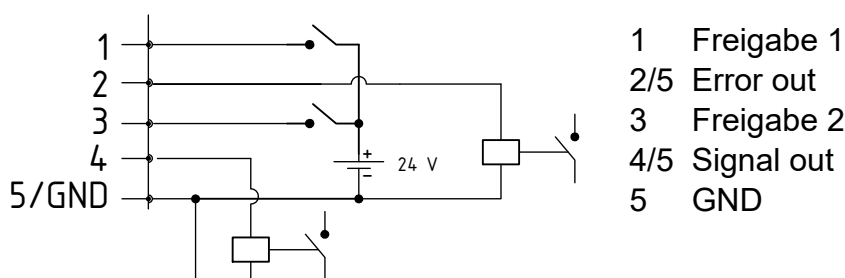 1
2
3
4
5/GND
+
24 V
−
1 Freigabe 1
2/5 Error out
3 Freigabe 2
4/5 Signal out
5 GND